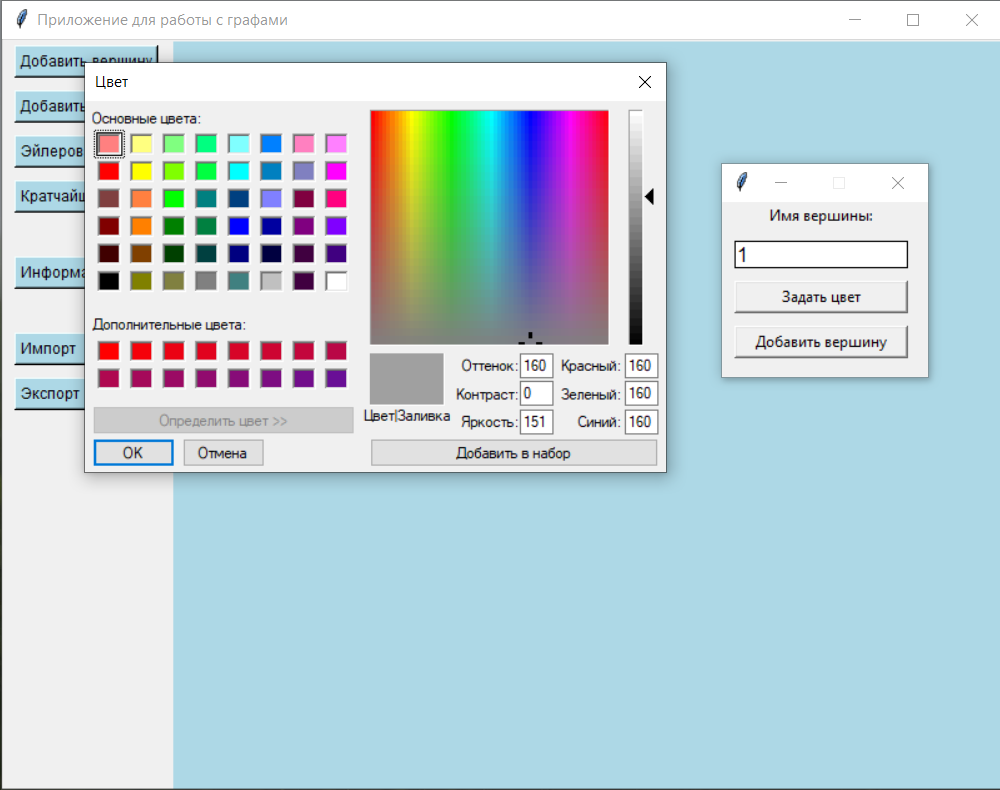 Приложение для работы с графами
Добавить вершину
Добавить
Эйлеров
Информа
Импорт
Экспорт
Цвет
Основные цвета:
Дополнительные цвета:
Определить цвет >>
OK
Отмена
Цвет|Заливка
Оттенок: 160
Красный: 160
Контраст: 0
Зеленый: 160
Яркость: 151
Синий: 160
Добавить в набор
Имя вершины:
1
Задать цвет
Добавить вершину